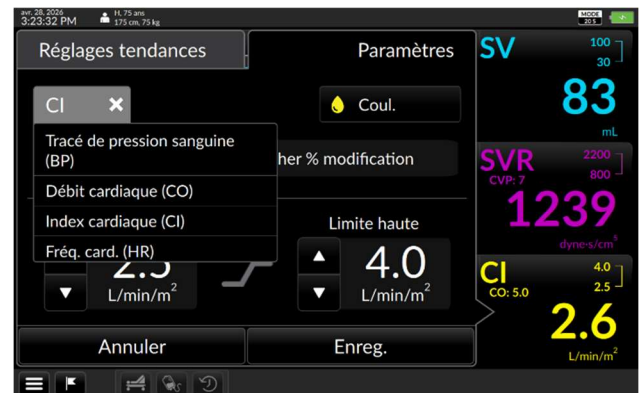 avr. 28, 2026
3:23:32 PM
H, 75 ans
175 cm, 75 kg
MODE
20 S
Réglages tendances
Paramètres
CI
Coul.
Tracé de pression sanguine
(BP)
Débit cardiaque (CO)
Index cardiaque (CI)
Fréq. card. (HR)
her % modification
Limite haute
2.5
L/min/m²
4.0
L/min/m²
Annuler
Enreg.
SV
100
30
83
mL
SVR
CVP: 7
2200
800
1239
dyne-s/cm⁵
CI
CO: 5.0
4.0
2.5
2.6
L/min/m²